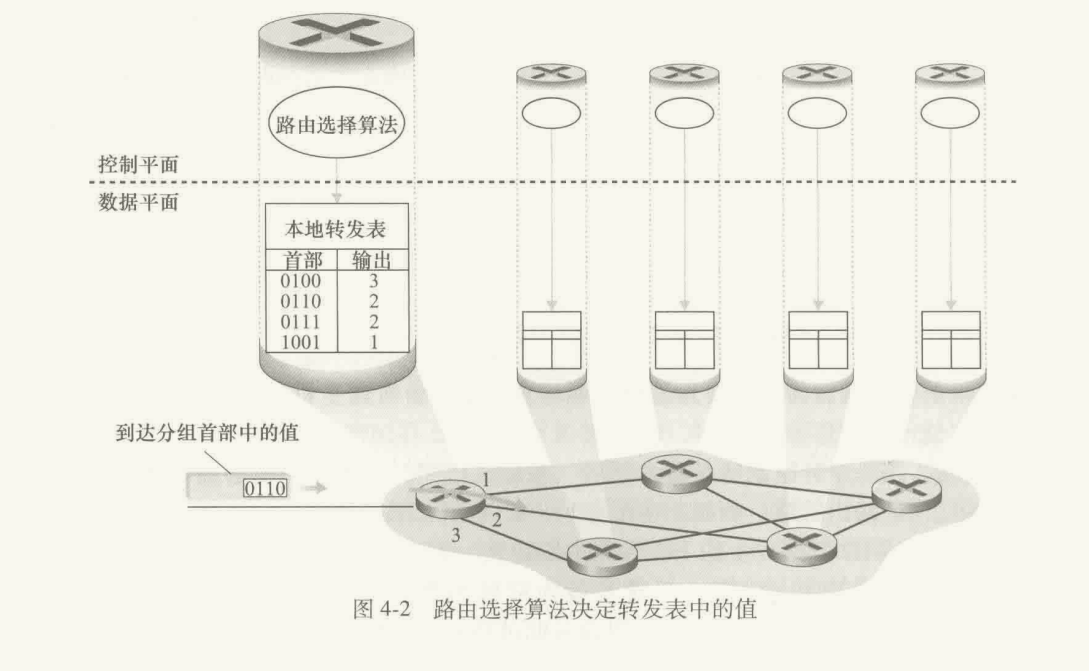 路由选择算法
控制平面
数据平面
本地转发表
首部 输出
0100 3
0110 2
0111 2
1001 1
到达分组首部中的值
0110
1
2
3
图 4-2 路由选择算法决定转发表中的值